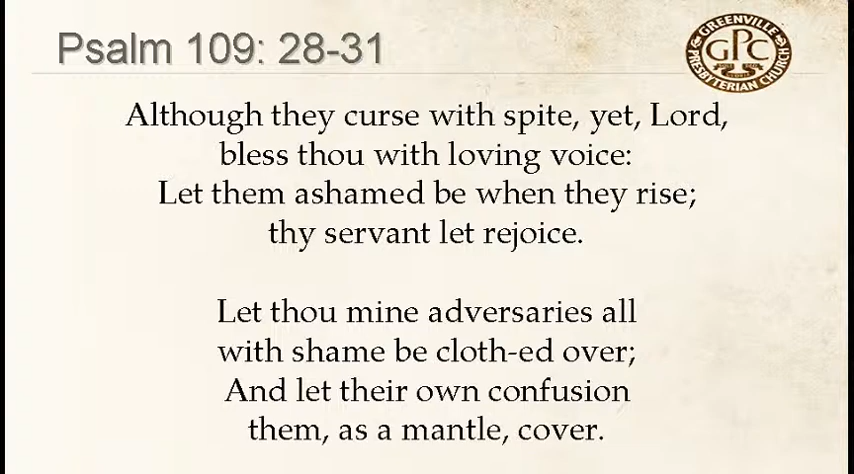 Psalm 109: 28-31
GREENVILLE
GPC
PRESBYTERIAN CHURCH
Although they curse with spite, yet, Lord,
bless thou with loving voice:
Let them ashamed be when they rise;
thy servant let rejoice.
Let thou mine adversaries all
with shame be cloth-ed over;
And let their own confusion
them, as a mantle, cover.